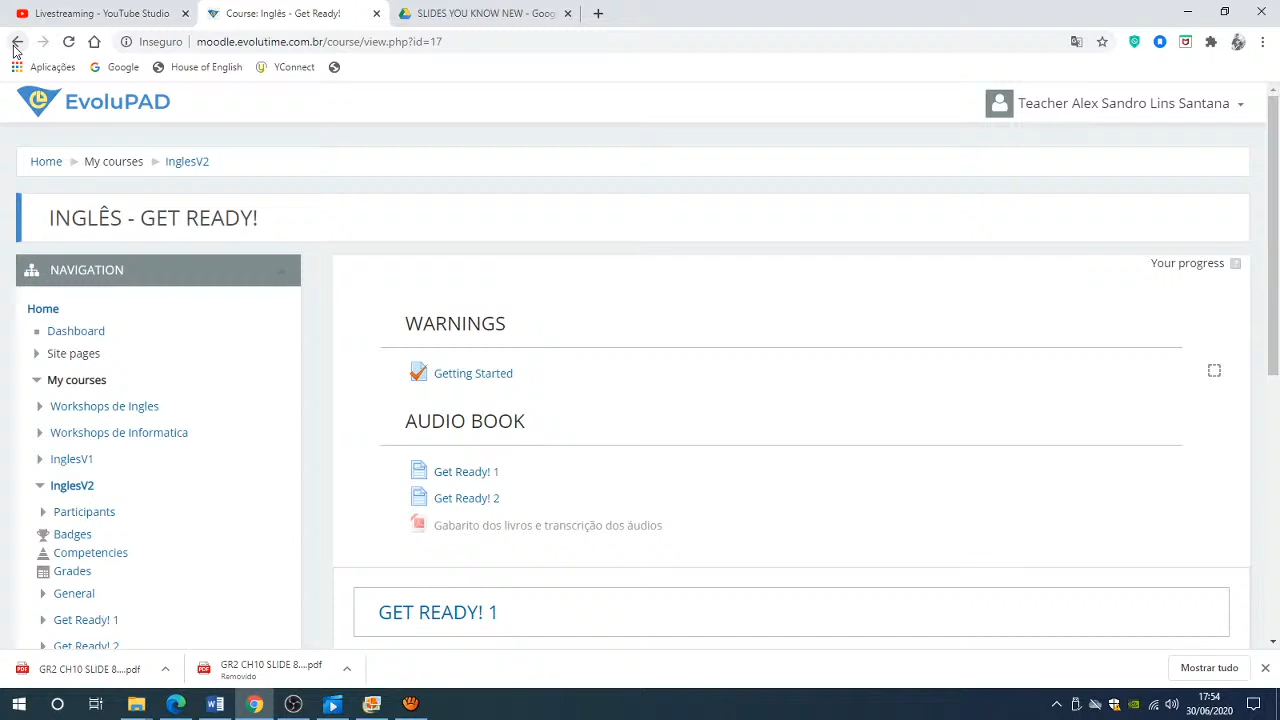 Livestreaming - YouTube Studio
Course: Inglês - Get Ready!
SLIDES YOU KNOW NEW - Goog
Inseguro
moodle.evolutime.com.br/course/view.php?id=17
Aplicações
Google
House of English
YConnect
EvoluPAD
Teacher Alex Sandro Lins Santana
Home
My courses
InglesV2
INGLÊS - GET READY!
NAVIGATION
Home
Dashboard
Site pages
My courses
Workshops de Ingles
Workshops de Informatica
InglesV1
InglesV2
Participants
Badges
Competencies
Grades
General
Get Ready! 1
Get Ready! 2
Your progress
WARNINGS
Getting Started
AUDIO BOOK
Get Ready! 1
Get Ready! 2
Gabarito dos livros e transcrição dos áudios
GET READY! 1
GR2 CH10 SLIDE 8....pdf
GR2 CH10 SLIDE 8....pdf
Removido
Mostrar tudo
17:54
30/06/2020